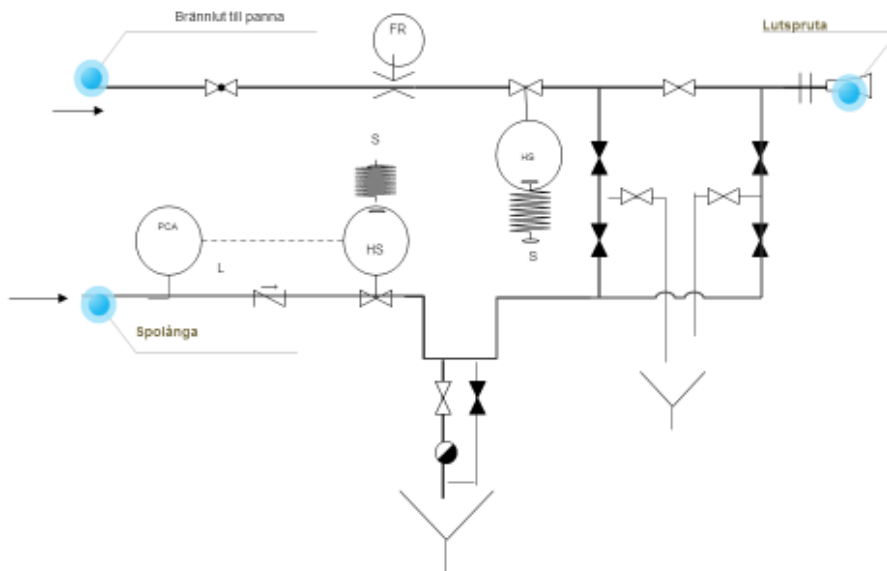 Brännlut till panna
Lutspruta
FR
S
HS
PCA
HS
L
S
Spolånga